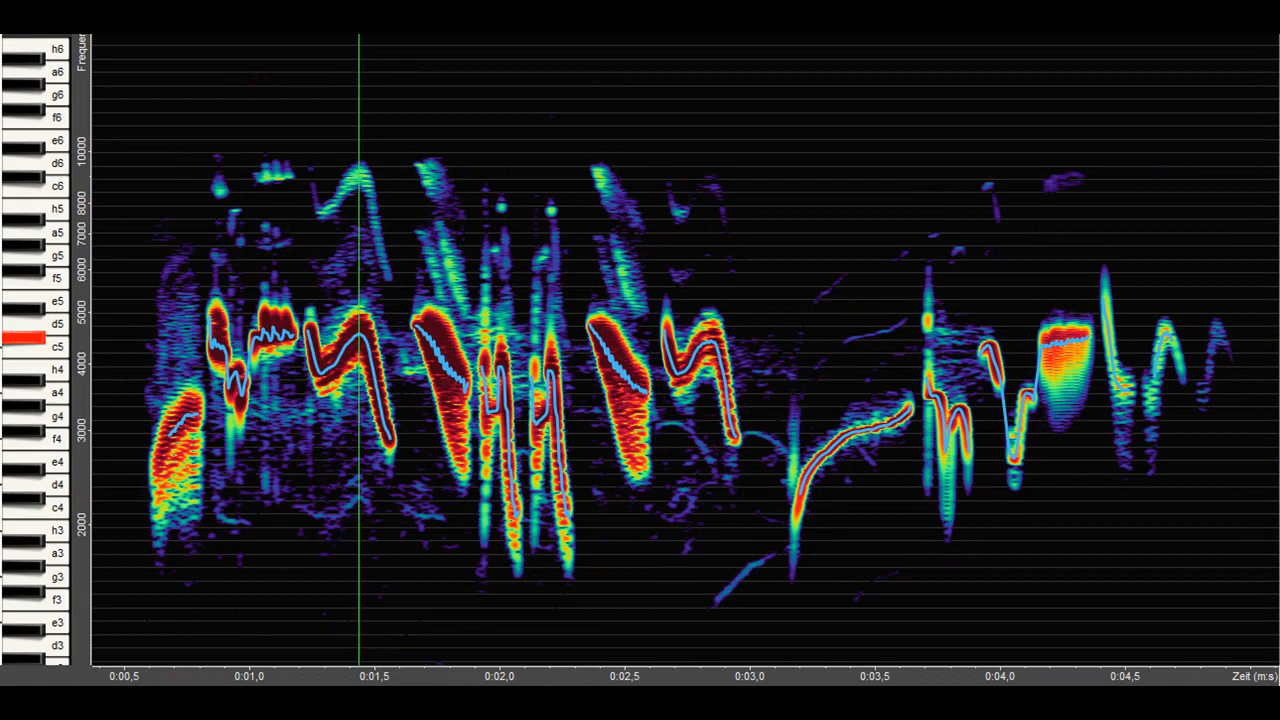 h6
a6
g6
f6
e6
d6
c6
h5
a5
g5
f5
e5
d5
c5
h4
a4
g4
f4
e4
d4
c4
h3
a3
g3
f3
e3
d3
10000
8000
7000
6000
5000
4000
3000
2000
0:00,5 0:01,0 0:01,5 0:02,0 0:02,5 0:03,0 0:03,5 0:04,0 0:04,5 Zeit (m:s)